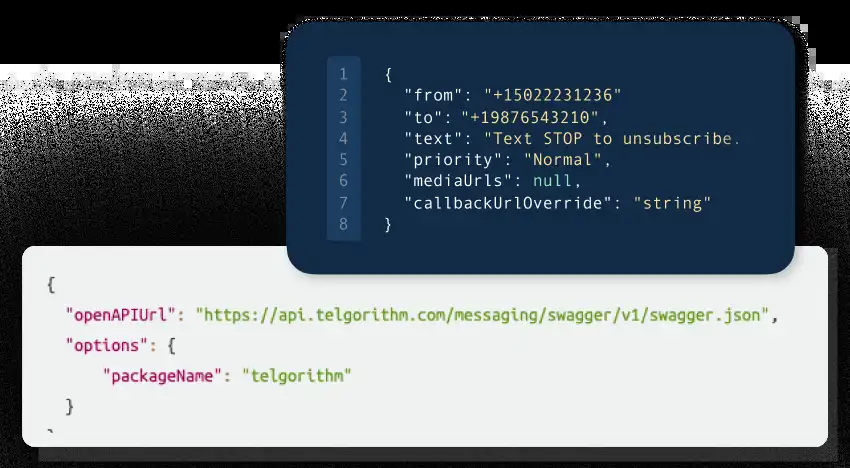 1 {
2 "from": "+15022231236"
3 "to": "+19876543210",
4 "text": "Text STOP to unsubscribe.
5 "priority": "Normal",
6 "mediaUrls": null,
7 "callbackUrlOverride": "string"
8 }
{
"openAPIUrl": "https://api.telgorithm.com/messaging/swagger/v1/swagger.json",
"options": {
"packageName": "telgorithm"
}
}